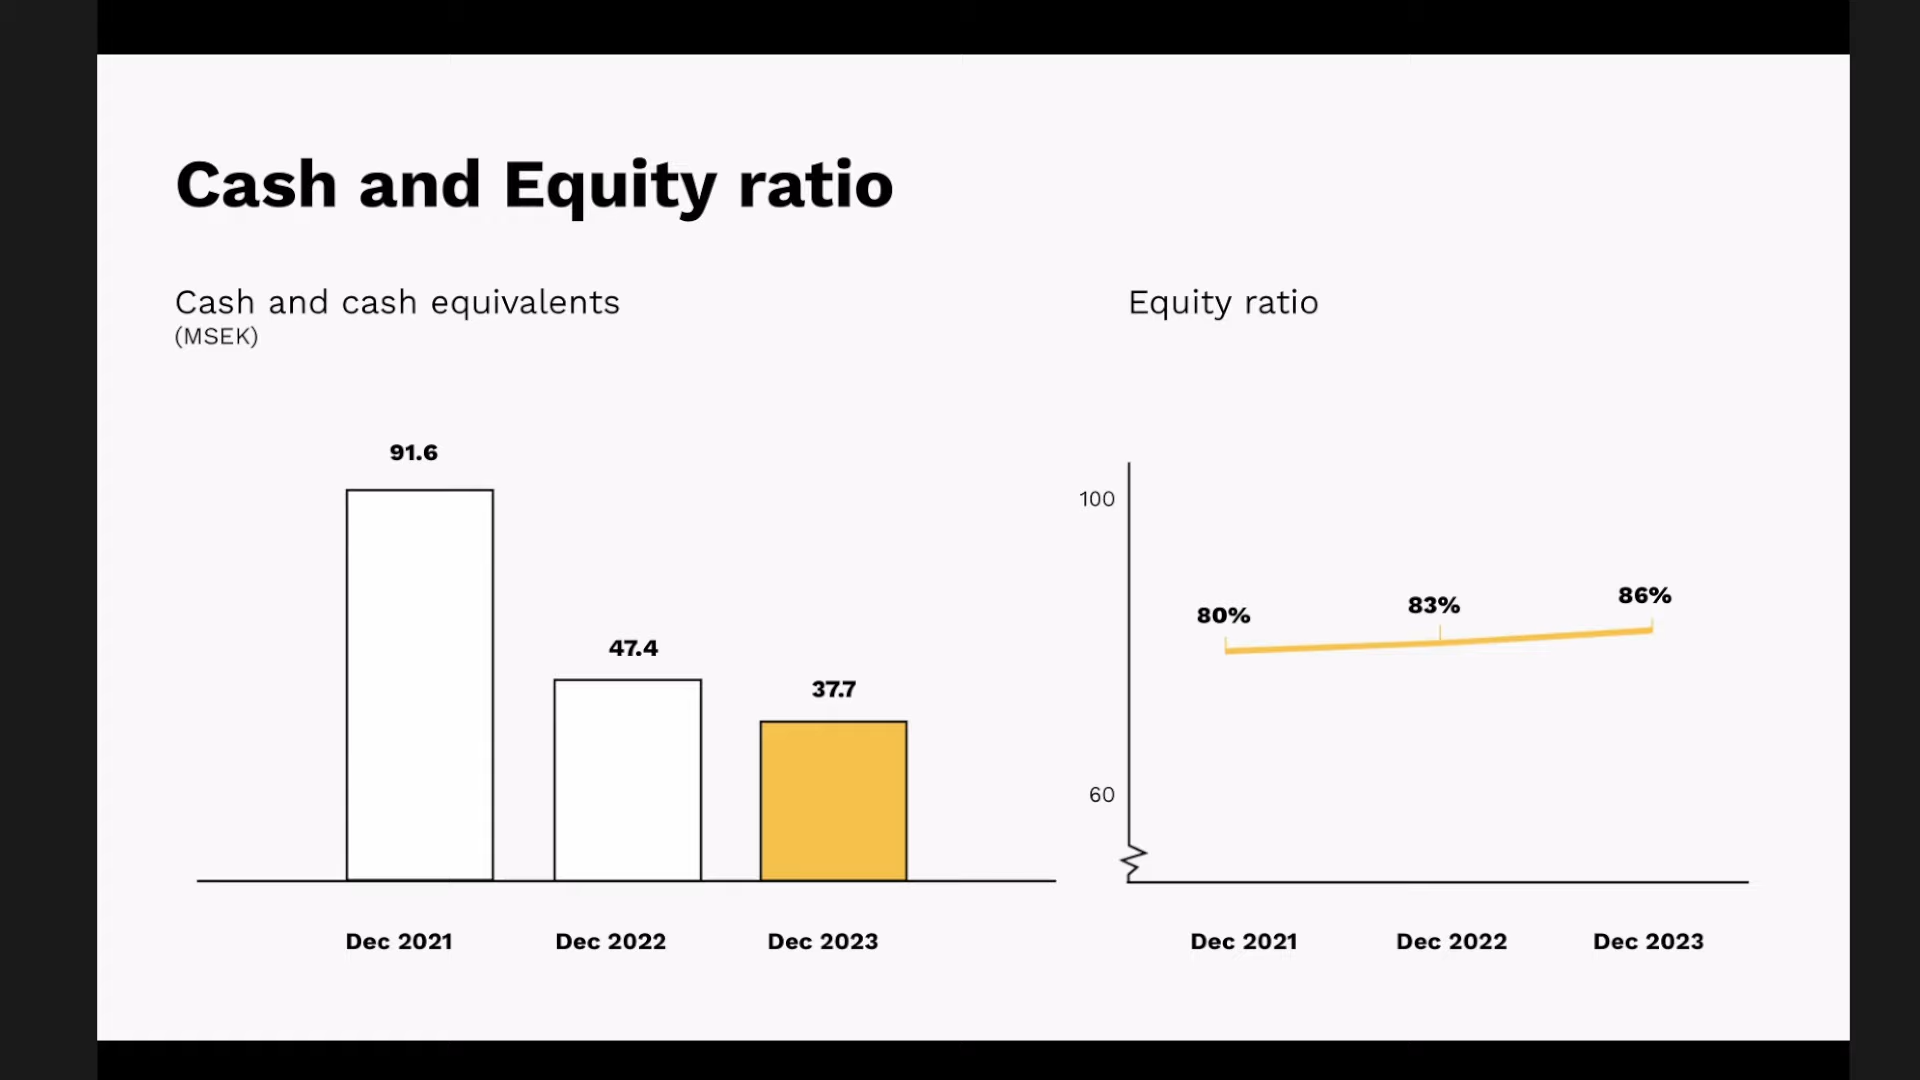 Cash and Equity ratio
Cash and cash equivalents
(MSEK)
91.6
47.4
37.7
Dec 2021
Dec 2022
Dec 2023
Equity ratio
100
60
80%
83%
86%
Dec 2021
Dec 2022
Dec 2023